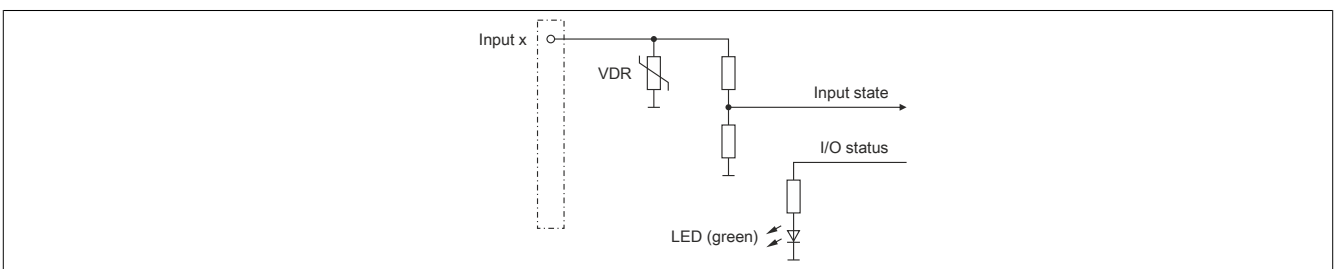 Input x
VDR
Input state
I/O status
LED (green)